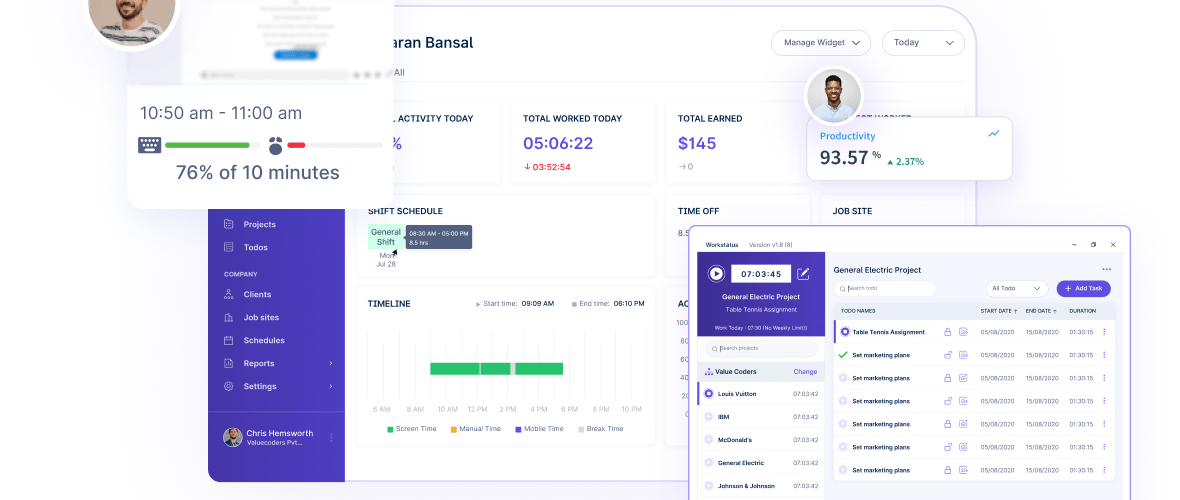 aran Bansal
Manage Widget
Today
All
10:50 am - 11:00 am
76% of 10 minutes
ACTIVITY TODAY
%
TOTAL WORKED TODAY
05:06:22
↓ 03:52:54
TOTAL EARNED
$145
→ 0
WORKED
Productivity
93.57 %
▲ 2.37%
Projects
Todos
COMPANY
Clients
Job sites
Schedules
Reports
Settings
Chris Hemsworth
Valuecoders Pvt...
SHIFT SCHEDULE
General
Shift
08:30 AM - 05:00 PM
8.5 hrs
Mon
Jul 28
TIME OFF
8.5
JOB SITE
TIMELINE
Start time: 09:09 AM
End time: 06:10 PM
6 AM 8 AM 10 AM 12 PM 2 PM 4 PM 6 PM 8 PM 10 PM
Screen Time
Manual Time
Mobile Time
Break Time
AC
100
80
60
40
20
0
Workstatus Version v1.8 (8)
07:03:45
General Electric Project
Table Tennis Assignment
Work Today - 07:30 (No Weekly Limit))
Search projects
Value Coders Change
Louis Vuitton 07:03:42
IBM 07:03:42
McDonald's 07:03:42
General Electric 07:03:42
Johnson & Johnson 07:03:42
General Electric Project
Search todo
All Todo
+ Add Task
TODO NAMES START DATE ↑ END DATE ↑ DURATION
Table Tennis Assignment 05/08/2020 15/08/2020 01:30:15
Set marketing plans 05/08/2020 15/08/2020 01:30:15
Set marketing plans 05/08/2020 15/08/2020 01:30:15
Set marketing plans 05/08/2020 15/08/2020 01:30:15
Set marketing plans 05/08/2020 15/08/2020 01:30:15
Set marketing plans 05/08/2020 15/08/2020 01:30:15
Set marketing plans 05/08/2020 15/08/2020 01:30:15